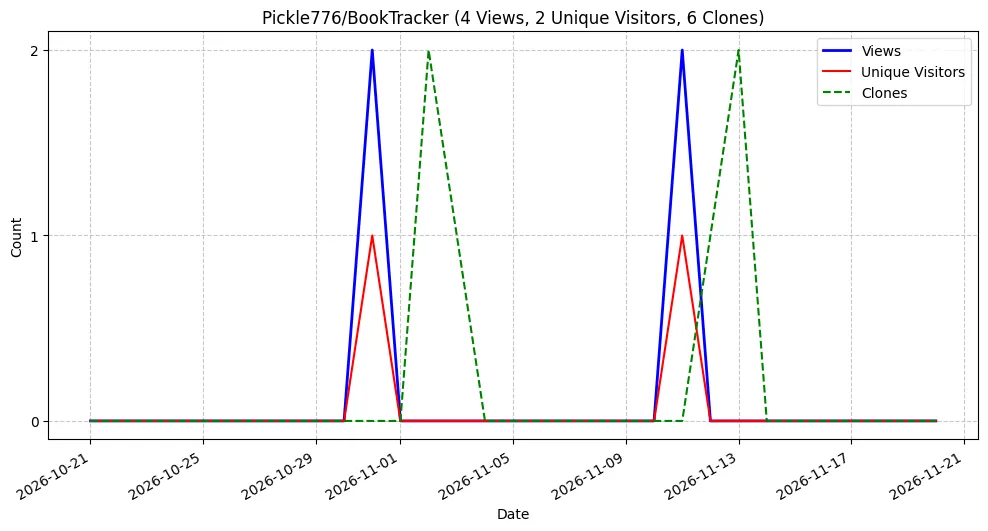 Pickle776/BookTracker (4 Views, 2 Unique Visitors, 6 Clones)
Views
Unique Visitors
Clones
Count
2
1
0
2026-10-21
2026-10-25
2026-10-29
2026-11-01
2026-11-05
2026-11-09
2026-11-13
2026-11-17
2026-11-21
Date